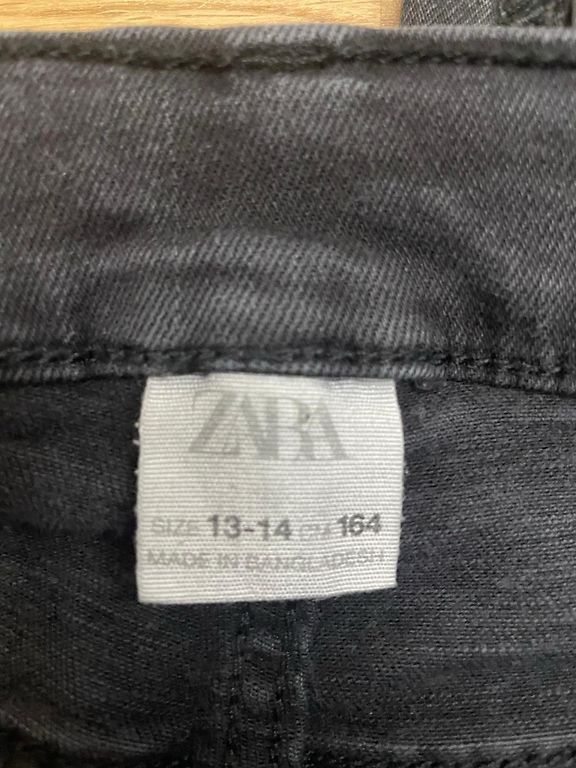 ZARA
SIZE 13-14 CM 164
MADE IN BANGLADESH